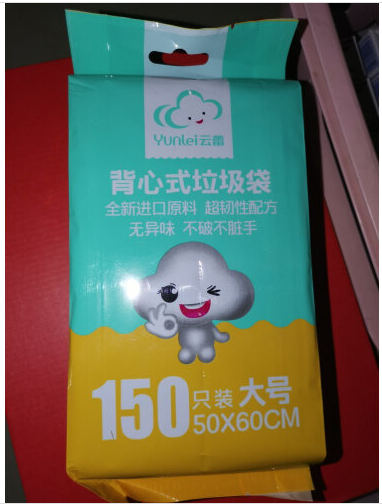 Yunlei云蕾
背心式垃圾袋
全新进口原料 超韧性配方
无异味 不破不脏手
150只装 大号
50X60CM